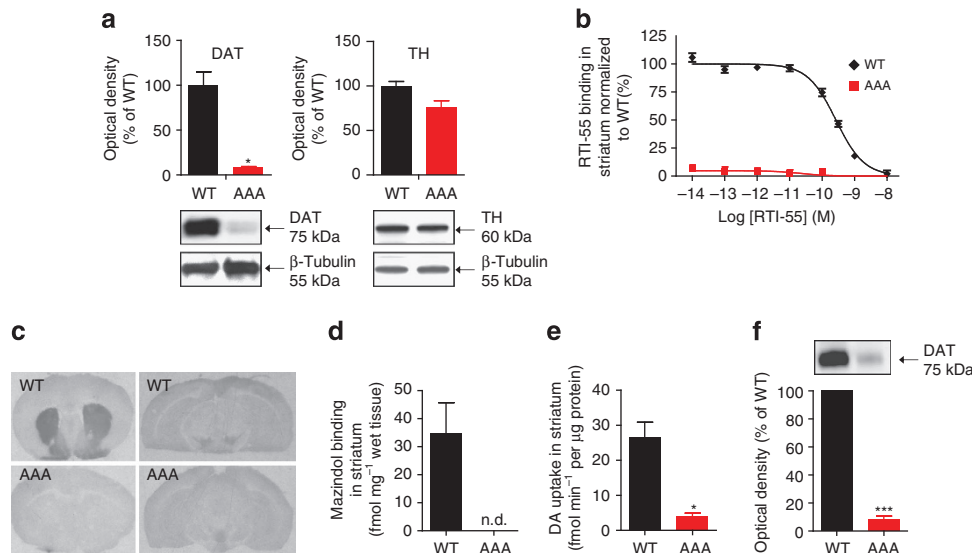 a
DAT
Optical density
(% of WT)
150
100
50
0
WT AAA
*
DAT
75 kDa
β-Tubulin
55 kDa
TH
Optical density
(% of WT)
150
100
50
0
WT AAA
TH
60 kDa
β-Tubulin
55 kDa
b
RTI-55 binding in
striatum normalized
to WT(%)
125
100
75
50
25
0
−14 −13 −12 −11 −10 −9 −8
Log [RTI-55] (M)
WT
AAA
c
WT
WT
AAA
AAA
d
Mazindol binding
in striatum
(fmol mg−1 wet tissue)
50
40
30
20
10
0
n.d.
WT AAA
e
DA uptake in striatum
(fmol min−1 per µg protein)
40
30
20
10
0
*
WT AAA
f
DAT
75 kDa
Optical density (% of WT)
100
80
60
40
20
0
***
WT AAA